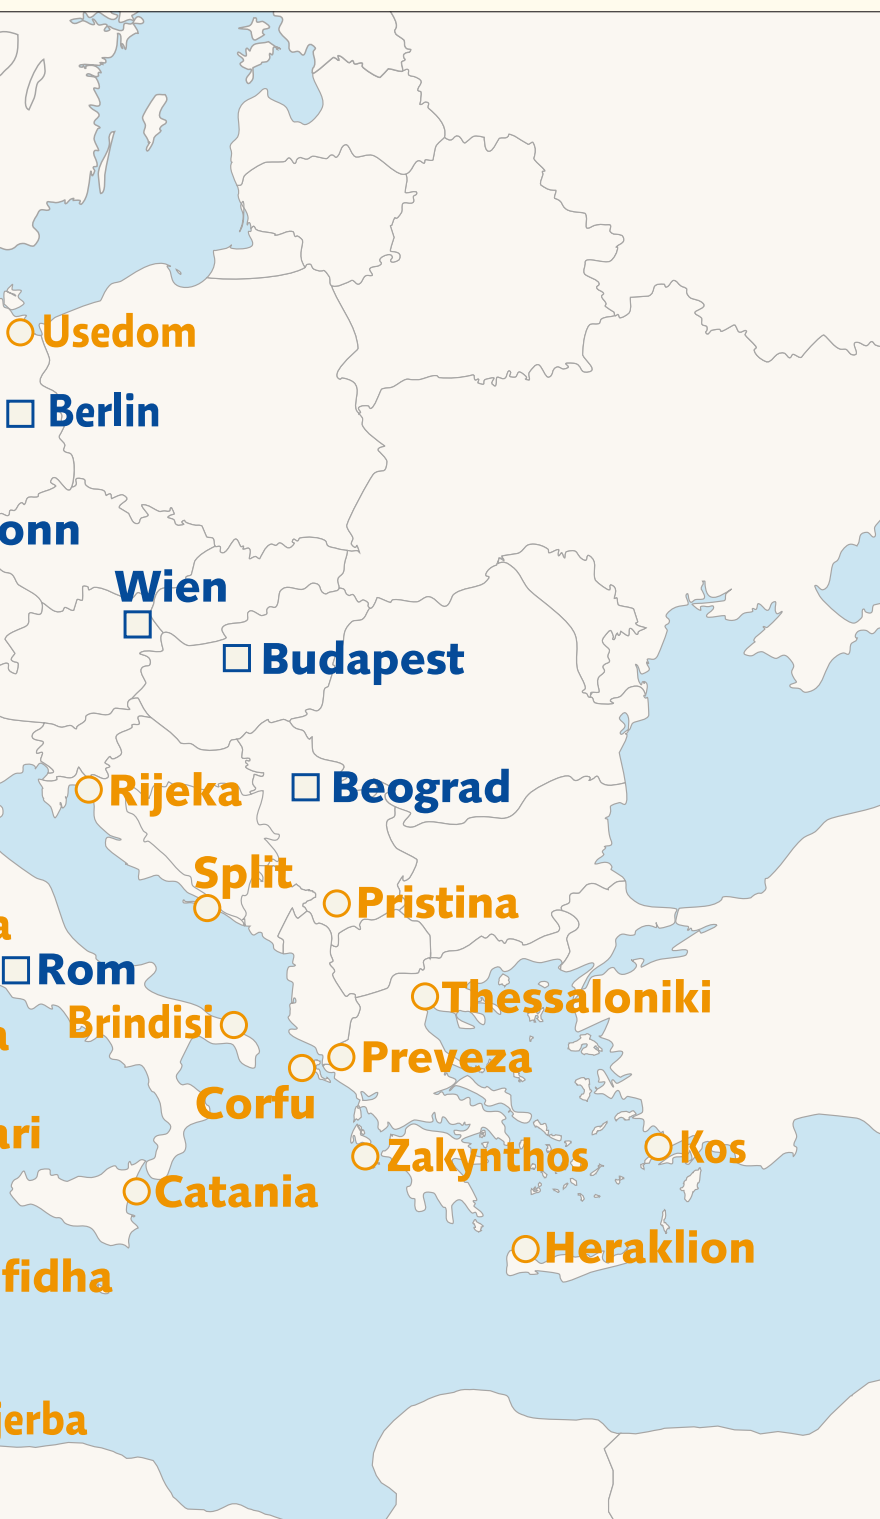 Usedom
Berlin
onn
Wien
Budapest
Rijeka
Beograd
Split
Pristina
a
Rom
Thessaloniki
Brindisi
a
Preveza
Corfu
ari
Kos
Zakynthos
Catania
Heraklion
fidha
jerba